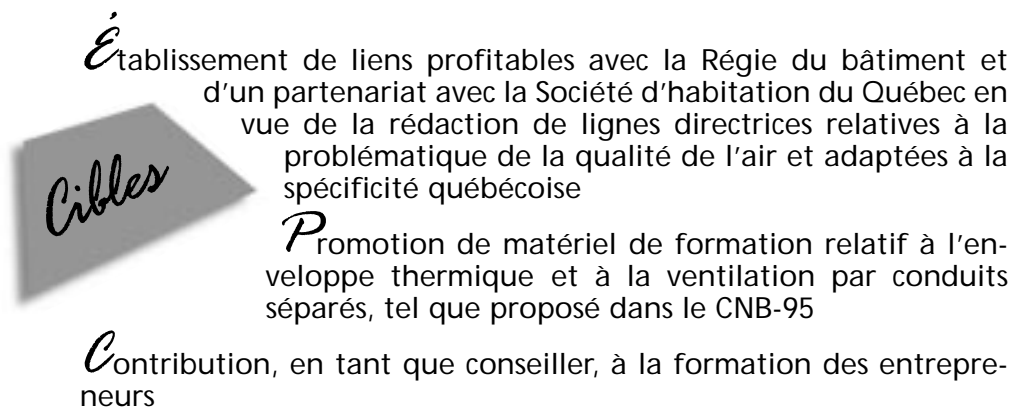 Établissement de liens profitables avec la Régie du bâtiment et
d'un partenariat avec la Société d'habitation du Québec en
vue de la rédaction de lignes directrices relatives à la
problématique de la qualité de l'air et adaptées à la
spécificité québécoise
Cibles
Promotion de matériel de formation relatif à l'en-
veloppe thermique et à la ventilation par conduits
séparés, tel que proposé dans le CNB-95
Contribution, en tant que conseiller, à la formation des entrepre-
neurs